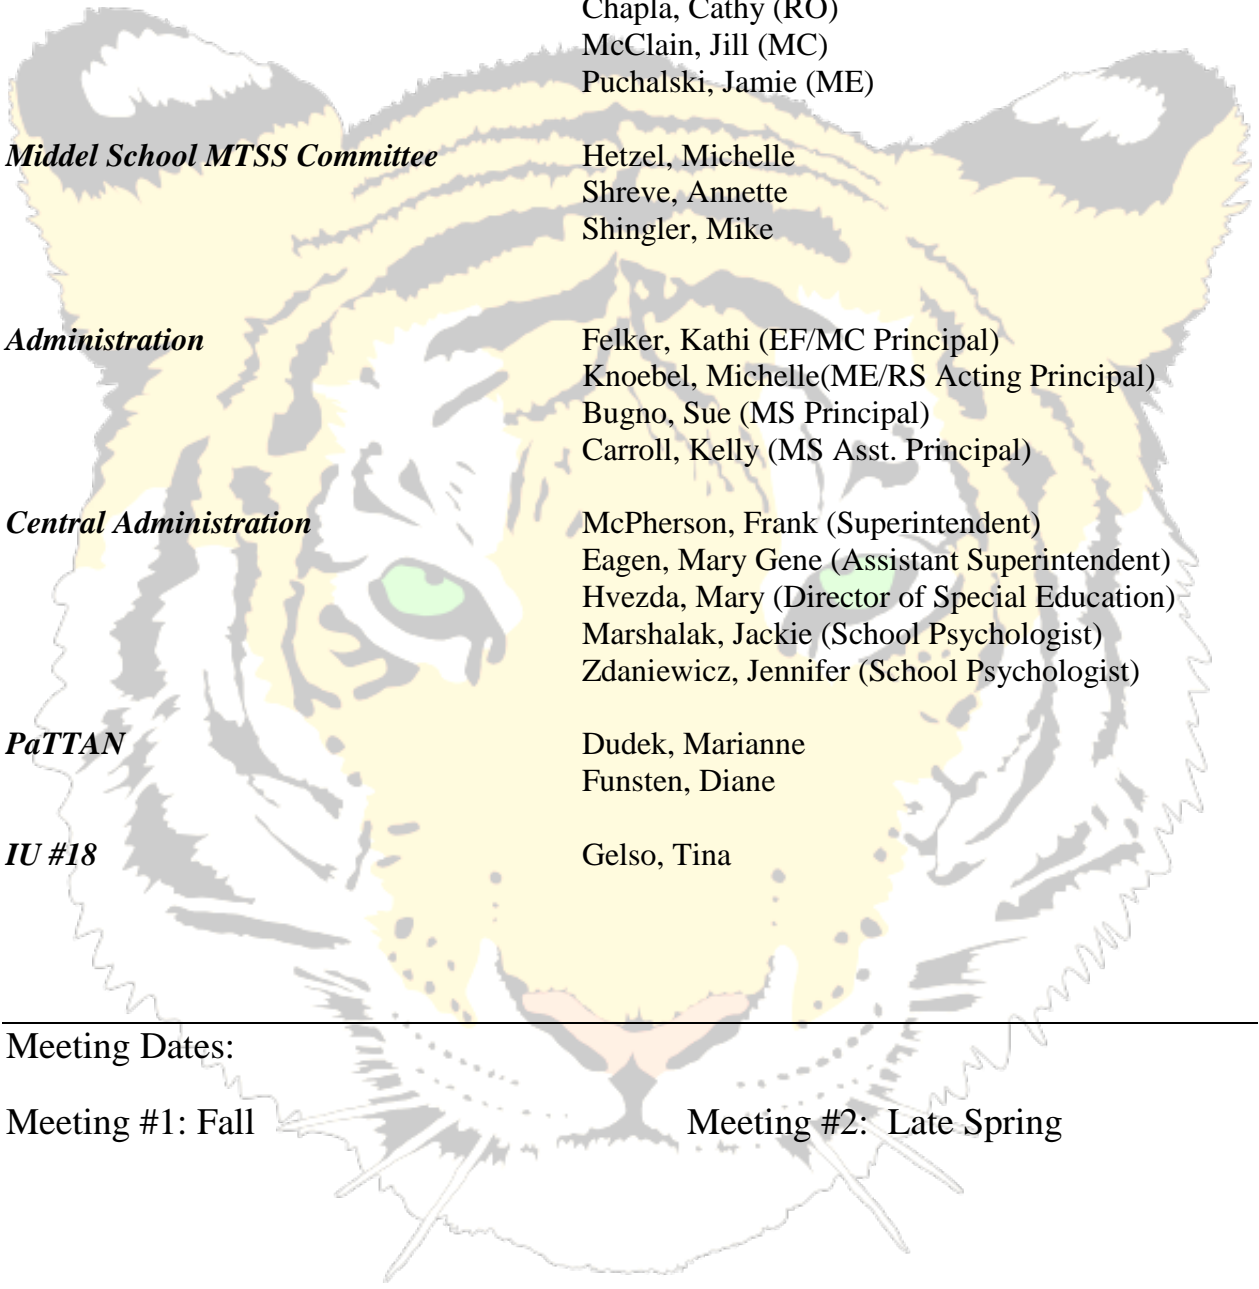 Chapla, Cathy (RO)
McClain, Jill (MC)
Puchalski, Jamie (ME)
Middel School MTSS Committee Hetzel, Michelle
Shreve, Annette
Shingler, Mike
Administration Felker, Kathi (EF/MC Principal)
Knoebel, Michelle(ME/RS Acting Principal)
Bugno, Sue (MS Principal)
Carroll, Kelly (MS Asst. Principal)
Central Administration McPherson, Frank (Superintendent)
Eagen, Mary Gene (Assistant Superintendent)
Hvezda, Mary (Director of Special Education)
Marshalak, Jackie (School Psychologist)
Zdaniewicz, Jennifer (School Psychologist)
PaTTAN Dudek, Marianne
Funsten, Diane
IU #18 Gelso, Tina
Meeting Dates:
Meeting #1: Fall Meeting #2: Late Spring